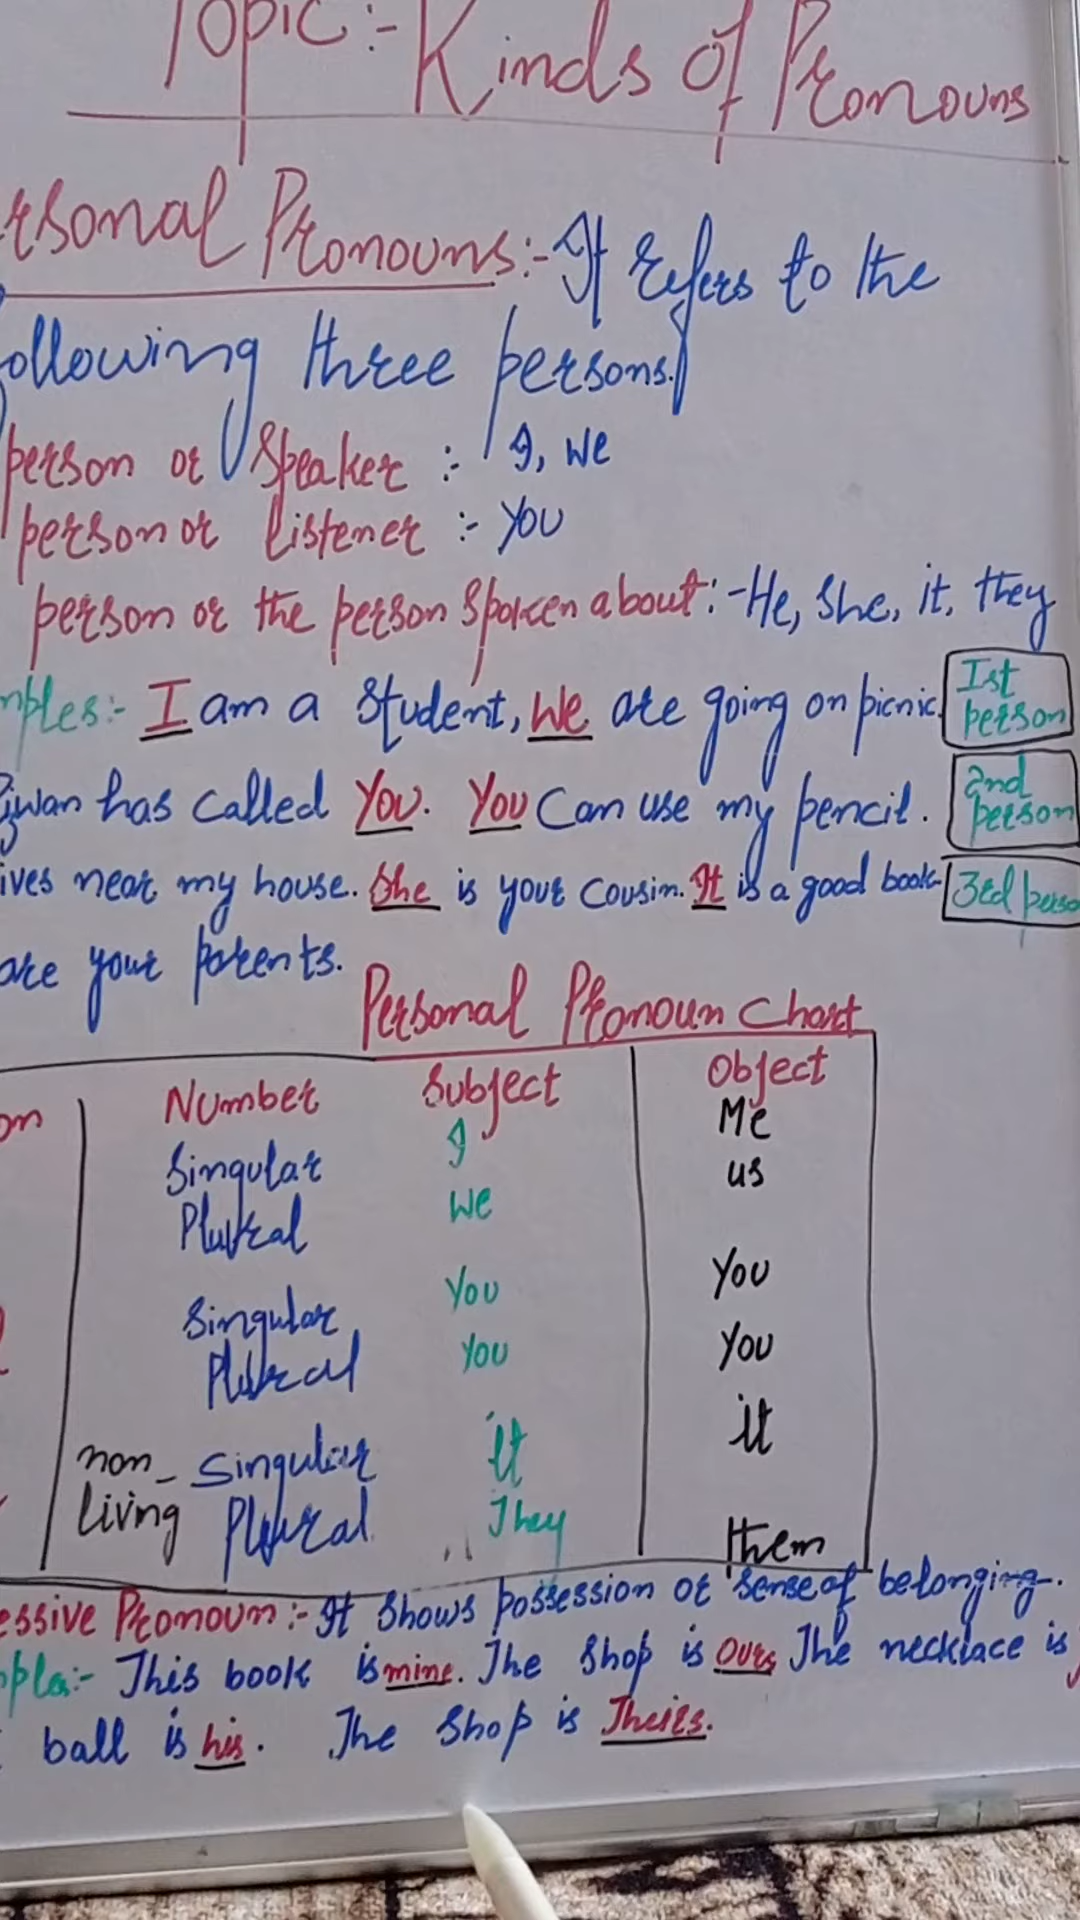 Topic:- Kinds of Pronouns
rsonal Pronouns:- It refers to the
ollowing three persons.
person or Speaker :- I, we
person or listener :- you
person or the person spoken about:- He, she, it, they
mples:- I am a student, We are going on picnic. Ist person
zwan has called You. You Can use my pencil. 2nd person
ives near my house. She is your cousin. It is a good book. 3rd perso
are your parents.
Personal Pronoun Chart
on Number Subject Object
Singular I Me
Plural we us
Singular You You
Plural You You
non-living Singular it it
Plural They them
essive Pronoun:- It shows possession or sense of belonging.
ple:- This book is mine. The Shop is ours The necklace is
ball is his. The shop is Theirs.